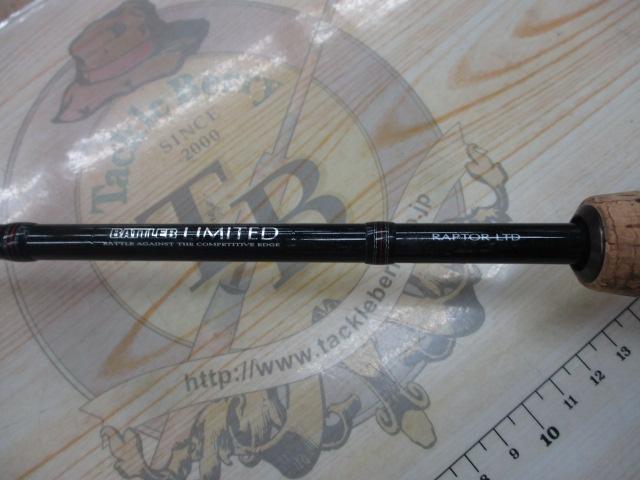 Tackle Berry
SINCE
2000
TB
BATTLER LIMITED
BATTLE AGAINST THE COMPETITIVE EDGE
RAPTOR LTD
http://www.tackleberry.jp
8 9 10 11 12 13